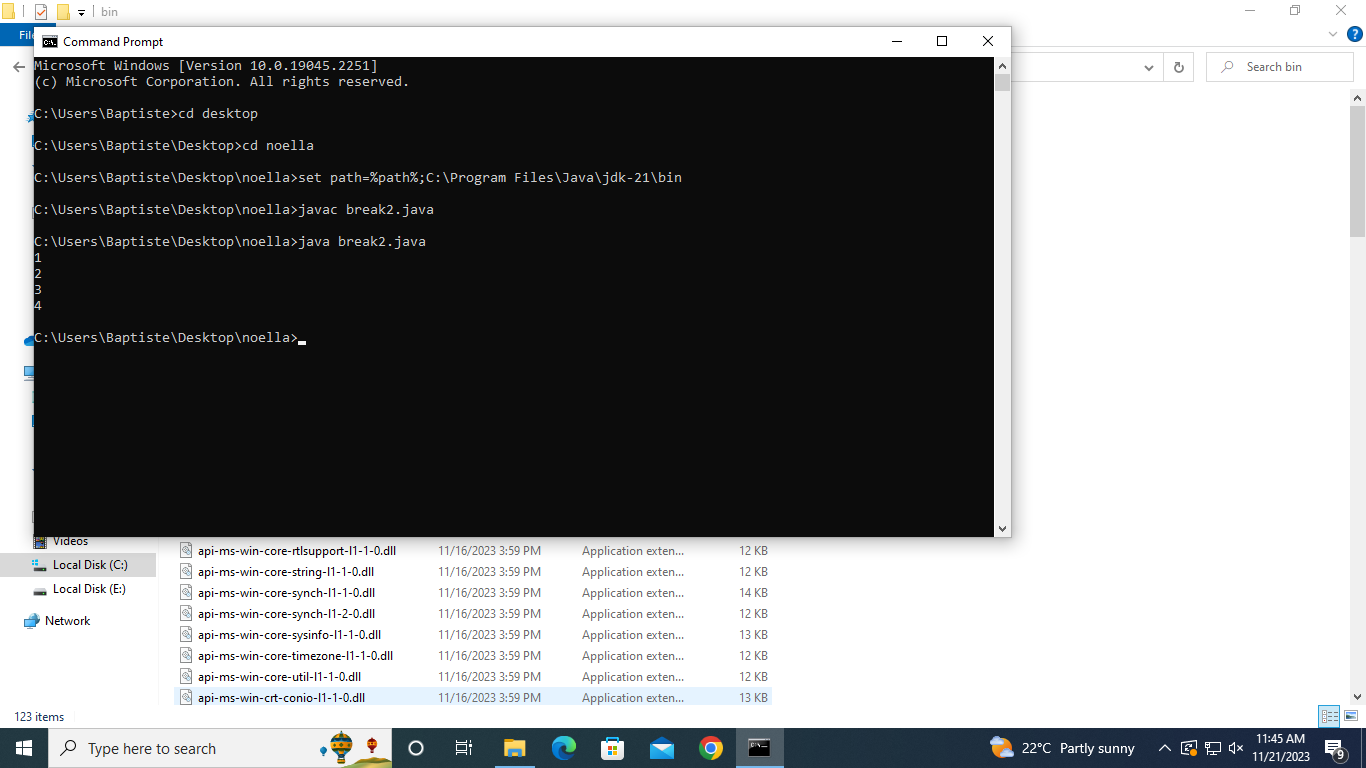 bin
File
Command Prompt
Microsoft Windows [Version 10.0.19045.2251]
(c) Microsoft Corporation. All rights reserved.
C:\Users\Baptiste>cd desktop
C:\Users\Baptiste\Desktop>cd noella
C:\Users\Baptiste\Desktop\noella>set path=%path%;C:\Program Files\Java\jdk-21\bin
C:\Users\Baptiste\Desktop\noella>javac break2.java
C:\Users\Baptiste\Desktop\noella>java break2.java
1
2
3
4
C:\Users\Baptiste\Desktop\noella>
Search bin
Videos
Local Disk (C:)
Local Disk (E:)
Network
api-ms-win-core-rtlsupport-l1-1-0.dll 11/16/2023 3:59 PM Application exten... 12 KB
api-ms-win-core-string-l1-1-0.dll 11/16/2023 3:59 PM Application exten... 12 KB
api-ms-win-core-synch-l1-1-0.dll 11/16/2023 3:59 PM Application exten... 14 KB
api-ms-win-core-synch-l1-2-0.dll 11/16/2023 3:59 PM Application exten... 12 KB
api-ms-win-core-sysinfo-l1-1-0.dll 11/16/2023 3:59 PM Application exten... 13 KB
api-ms-win-core-timezone-l1-1-0.dll 11/16/2023 3:59 PM Application exten... 12 KB
api-ms-win-core-util-l1-1-0.dll 11/16/2023 3:59 PM Application exten... 12 KB
api-ms-win-crt-conio-l1-1-0.dll 11/16/2023 3:59 PM Application exten... 13 KB
123 items
Type here to search
22°C Partly sunny
11:45 AM
11/21/2023
9